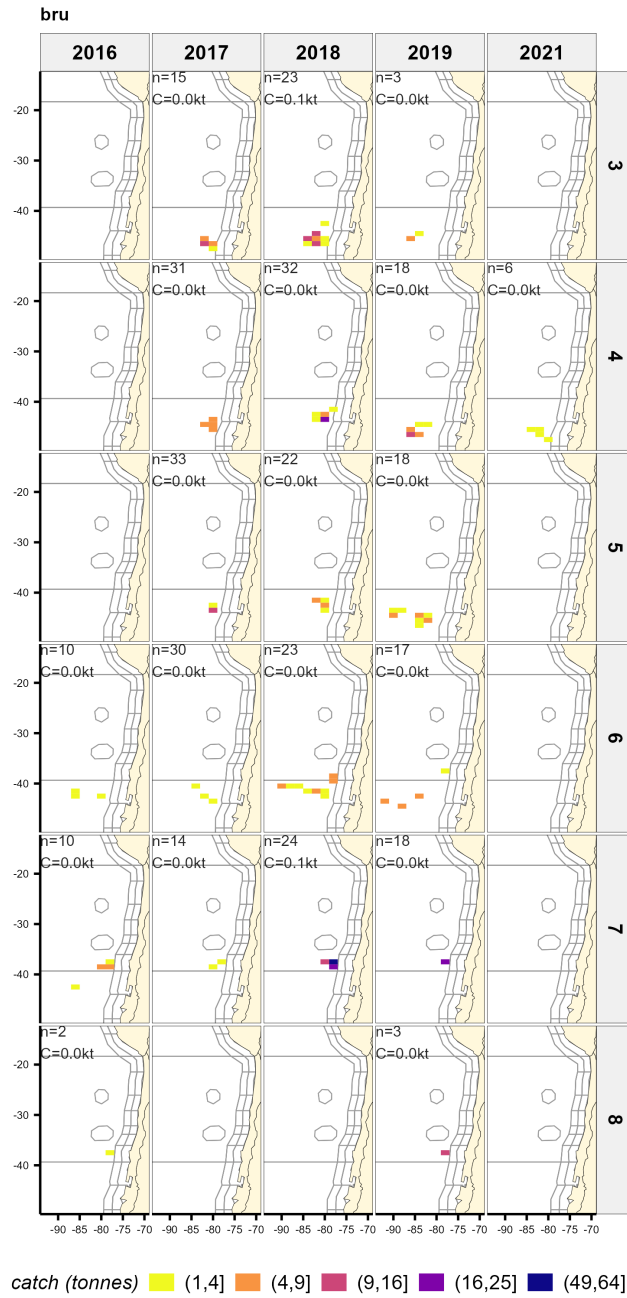 bru
2016 2017 2018 2019 2021
n=15 n=23 n=3
C=0.0kt C=0.1kt C=0.0kt
-20
-30
-40
3
n=31 n=32 n=18 n=6
C=0.0kt C=0.0kt C=0.0kt C=0.0kt
-20
-30
-40
4
n=33 n=22 n=18
C=0.0kt C=0.0kt C=0.0kt
-20
-30
-40
5
n=10 n=30 n=23 n=17
C=0.0kt C=0.0kt C=0.0kt C=0.0kt
-20
-30
-40
6
n=10 n=14 n=24 n=18
C=0.0kt C=0.0kt C=0.1kt C=0.0kt
-20
-30
-40
7
n=2 n=3
C=0.0kt C=0.0kt
-20
-30
-40
8
-90 -85 -80 -75 -70 -90 -85 -80 -75 -70 -90 -85 -80 -75 -70 -90 -85 -80 -75 -70 -90 -85 -80 -75 -70
catch (tonnes) (1,4] (4,9] (9,16] (16,25] (49,64]